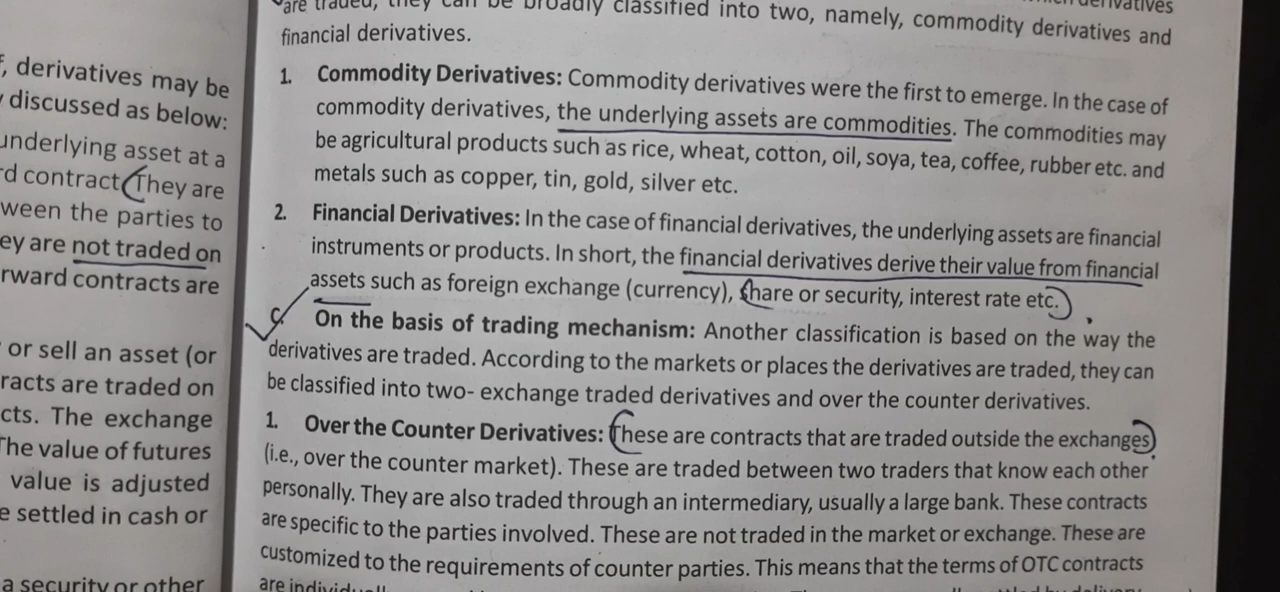 , derivatives may be
discussed as below:
underlying asset at a
contract They are
ween the parties to
ey are not traded on
rward contracts are
or sell an asset (or
racts are traded on
cts. The exchange
The value of futures
value is adjusted
e settled in cash or
a security or other
are traded, they can be broadly classified into two, namely, commodity derivatives and
financial derivatives.
1. Commodity Derivatives: Commodity derivatives were the first to emerge. In the case of
commodity derivatives, the underlying assets are commodities. The commodities may
be agricultural products such as rice, wheat, cotton, oil, soya, tea, coffee, rubber etc. and
metals such as copper, tin, gold, silver etc.
2. Financial Derivatives: In the case of financial derivatives, the underlying assets are financial
instruments or products. In short, the financial derivatives derive their value from financial
assets such as foreign exchange (currency), share or security, interest rate etc.
C. On the basis of trading mechanism: Another classification is based on the way the
derivatives are traded. According to the markets or places the derivatives are traded, they can
be classified into two- exchange traded derivatives and over the counter derivatives.
1. Over the Counter Derivatives: These are contracts that are traded outside the exchanges
(i.e., over the counter market). These are traded between two traders that know each other
personally. They are also traded through an intermediary, usually a large bank. These contracts
are specific to the parties involved. These are not traded in the market or exchange. These are
customized to the requirements of counter parties. This means that the terms of OTC contracts
are